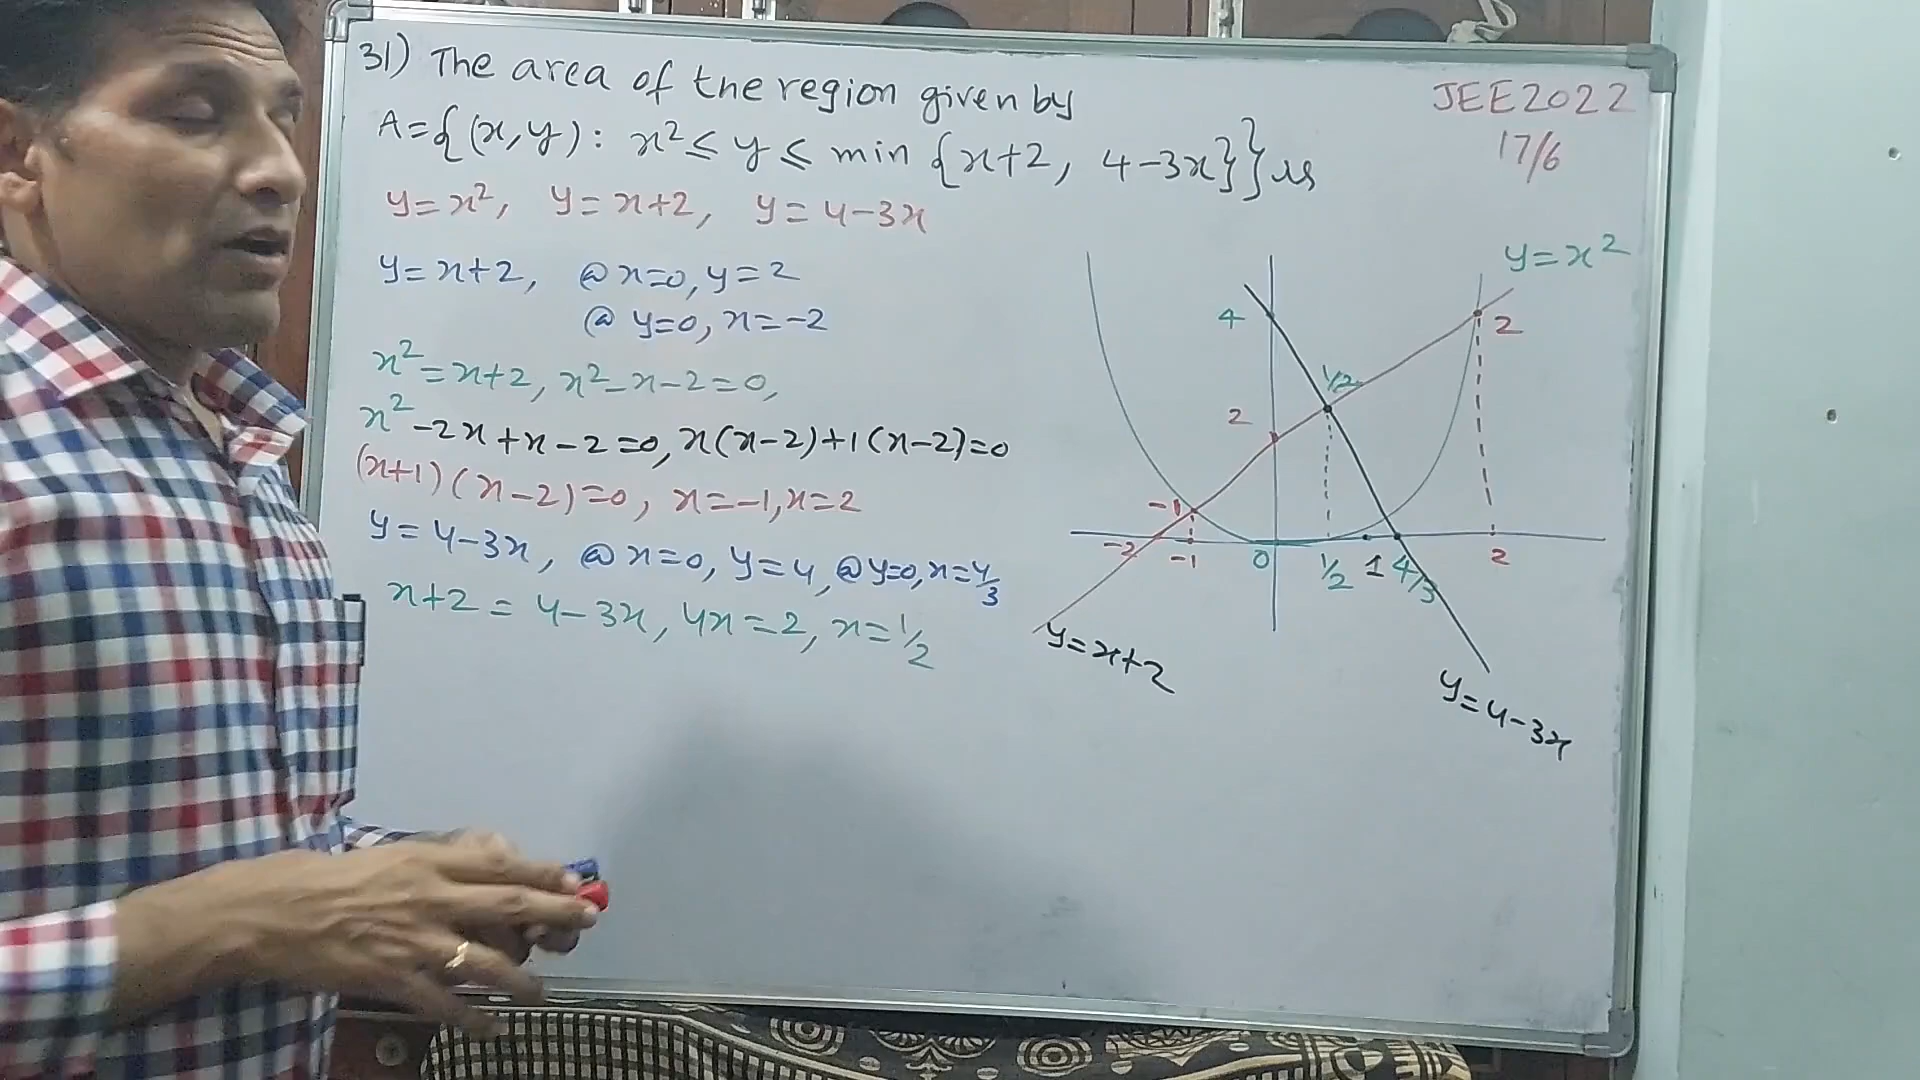 31) The area of the region given by
A={(x,y): x²≤ y ≤ min {x+2, 4-3x}} is
JEE2022
17/6
y=x², y=x+2, y=4-3x
y=x+2, @x=0, y=2
@ y=0, x=-2
x²=x+2, x²-x-2=0,
x²-2x+x-2=0, x(x-2)+1(x-2)=0
(x+1)(x-2)=0, x=-1, x=2
y=4-3x, @x=0, y=4, @y=0, x=4/3
x+2=4-3x, 4x=2, x=1/2
y=x²
4
2
1/2
2
-1
-2
-1
0
1/2
1
4/3
2
y=x+2
y=4-3x